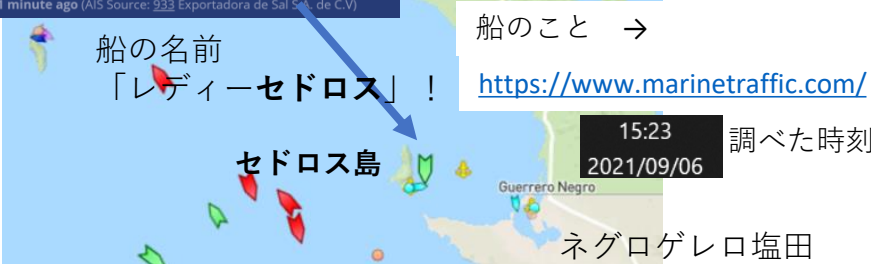 1 minute ago (AIS Source: 933 Exportadora de Sal S.A. de C.V)
船の名前
「レディーセドロス」！
船のこと →
https://www.marinetraffic.com/
15:23
2021/09/06
調べた時刻
セドロス島
Guerrero Negro
ネグロゲレロ塩田